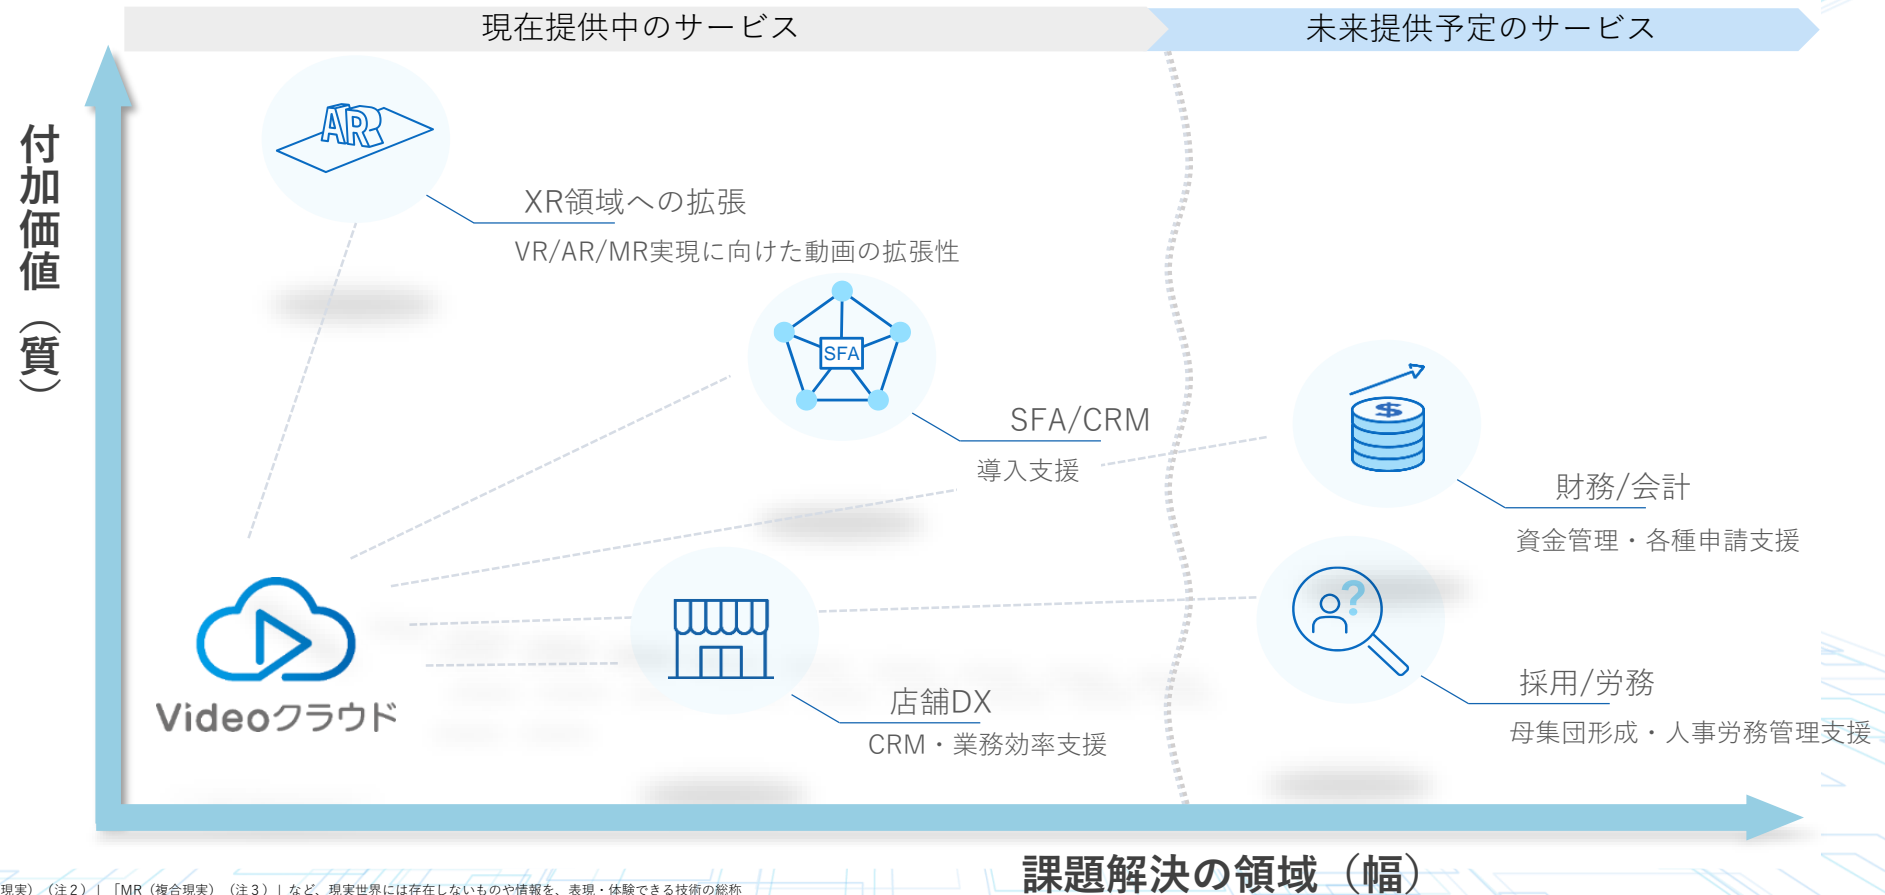 現在提供中のサービス
未来提供予定のサービス
付加価値（質）
AR
XR領域への拡張
VR/AR/MR実現に向けた動画の拡張性
SFA
SFA/CRM
導入支援
$
財務/会計
資金管理・各種申請支援
?
採用/労務
母集団形成・人事労務管理支援
Videoクラウド
店舗DX
CRM・業務効率支援
課題解決の領域（幅）
現実）（注２）」「MR（複合現実）（注３）」など、現実世界には存在しないものや情報を、表現・体験できる技術の総称